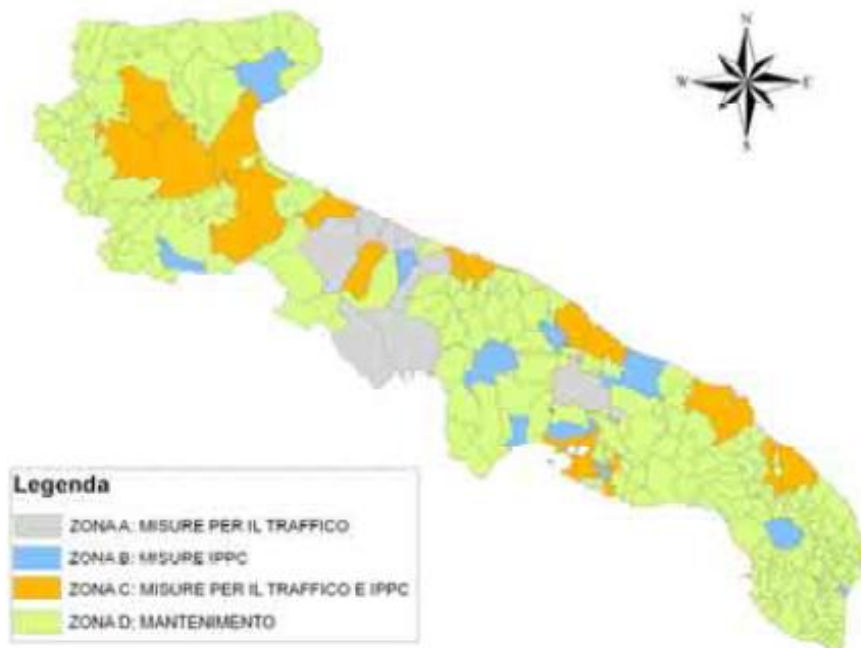 N
W
E
S
Legenda
ZONA A: MISURE PER IL TRAFFICO
ZONA B: MISURE IPPC
ZONA C: MISURE PER IL TRAFFICO E IPPC
ZONA D: MANTENIMENTO